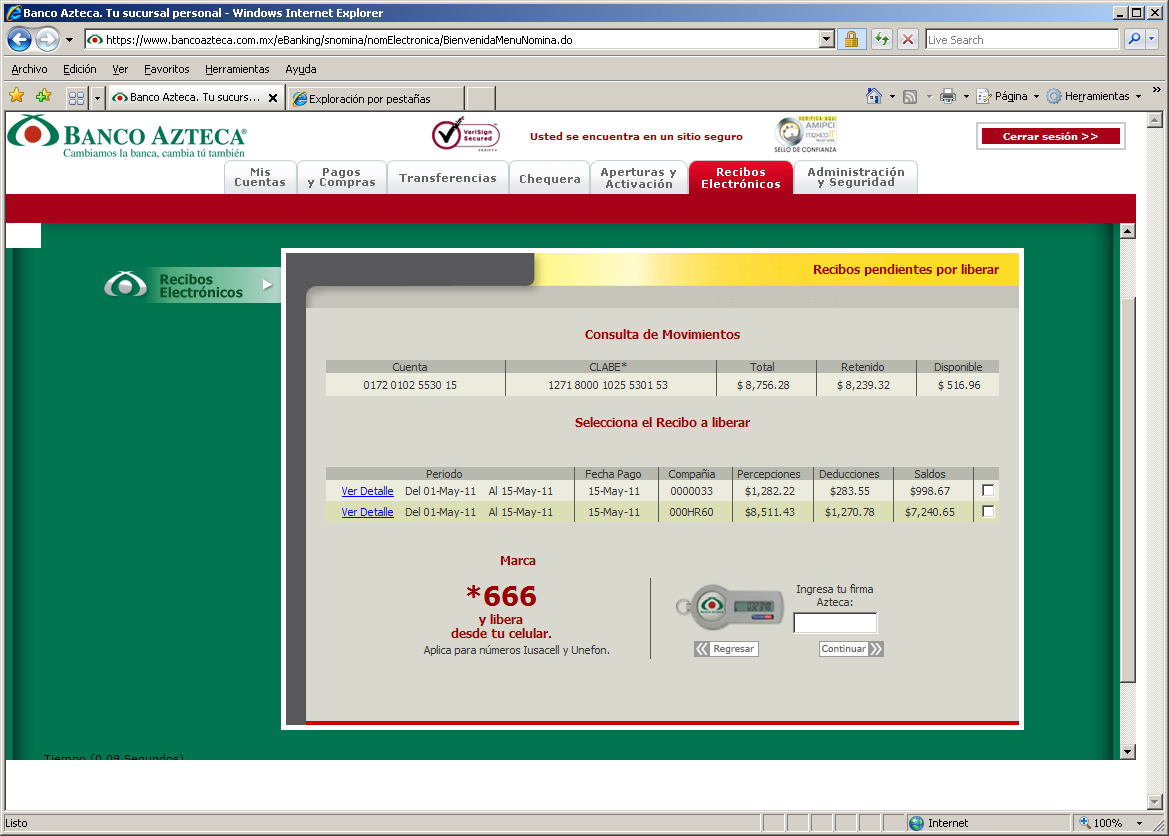 Banco Azteca. Tu sucursal personal - Windows Internet Explorer
https://www.bancoazteca.com.mx/eBanking/snomina/nomElectronica/BienvenidaMenuNomina.do
Live Search
Archivo Edición Ver Favoritos Herramientas Ayuda
Banco Azteca. Tu sucurs... Exploración por pestañas Página Herramientas
BANCO AZTECA
Cambiamos la banca, cambia tú también
VeriSign Secured
VERIFY
Usted se encuentra en un sitio seguro
VERIFICA AQUÍ
AMIPCI
SELLO DE CONFIANZA
Cerrar sesión >>
Mis Cuentas
Pagos y Compras
Transferencias
Chequera
Aperturas y Activación
Recibos Electrónicos
Administración y Seguridad
Recibos
Electrónicos
Recibos pendientes por liberar
Consulta de Movimientos
Cuenta CLABE* Total Retenido Disponible
0172 0102 5530 15 1271 8000 1025 5301 53 $ 8,756.28 $ 8,239.32 $ 516.96
Selecciona el Recibo a liberar
Periodo Fecha Pago Compañia Percepciones Deducciones Saldos
Ver Detalle Del 01-May-11 Al 15-May-11 15-May-11 0000033 $1,282.22 $283.55 $998.67
Ver Detalle Del 01-May-11 Al 15-May-11 15-May-11 000HR60 $8,511.43 $1,270.78 $7,240.65
Marca
*666
y libera
desde tu celular.
Aplica para números Iusacell y Unefon.
Ingresa tu firma
Azteca:
Regresar Continuar
Tiempo (0.09 Segundos)
Listo Internet 100%